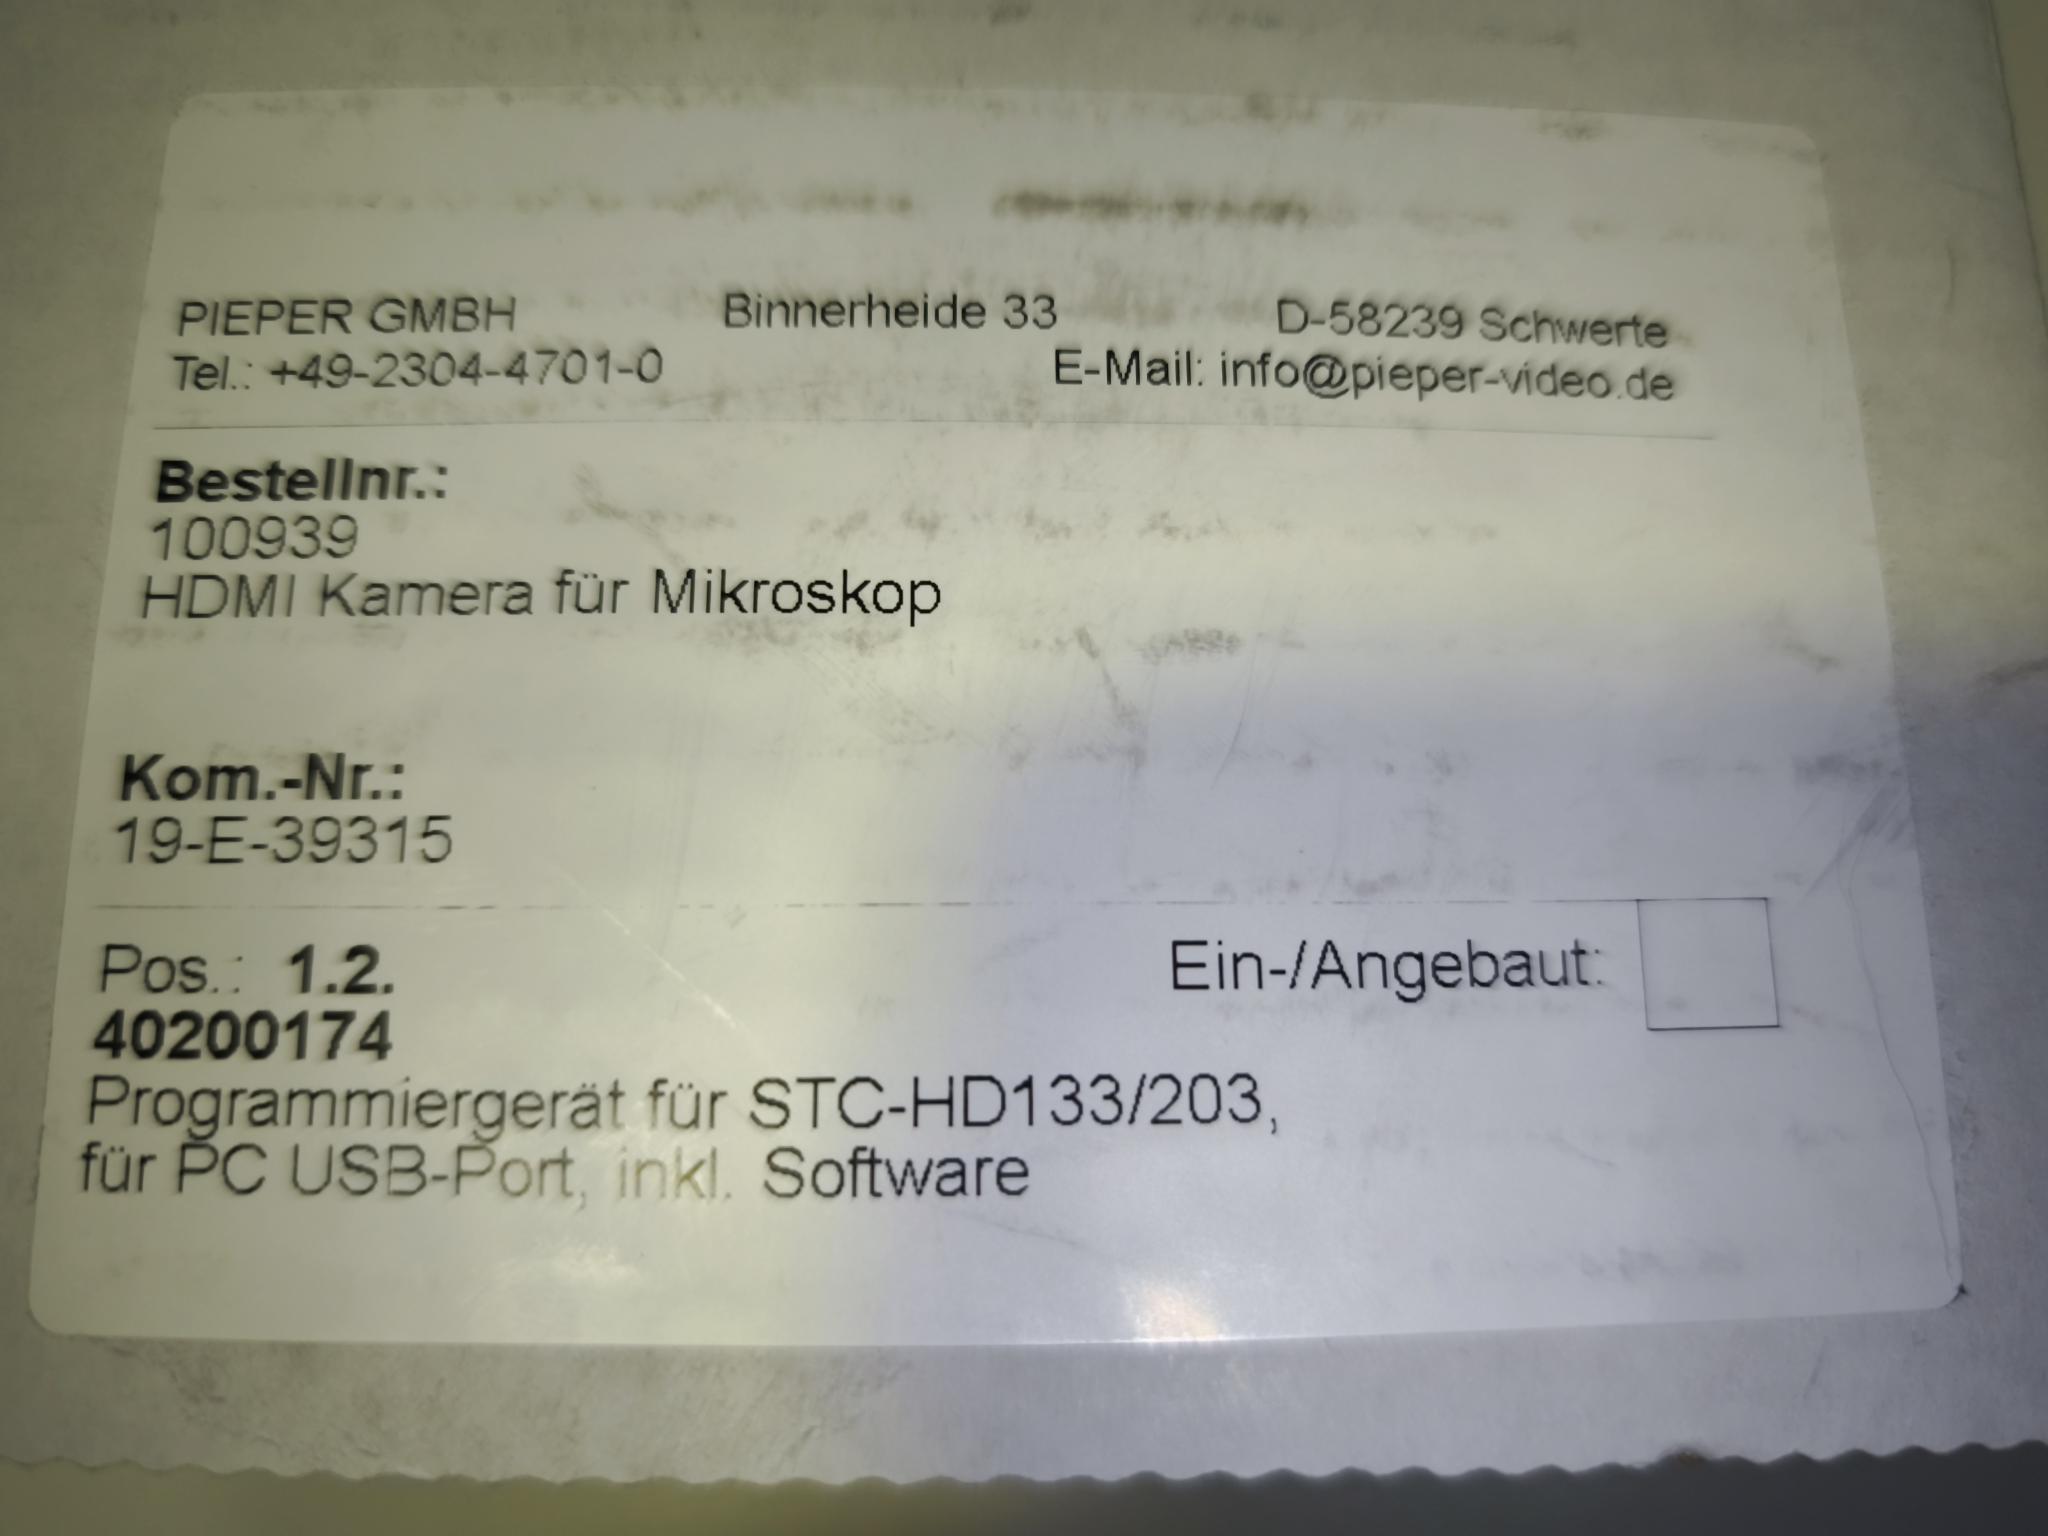 PIEPER GMBH Binnerheide 33 D-58239 Schwerte
Tel.: +49-2304-4701-0 E-Mail: info@pieper-video.de
Bestellnr.:
100939
HDMI Kamera für Mikroskop
Kom.-Nr.:
19-E-39315
Pos.: 1.2. Ein-/Angebaut:
40200174
Programmiergerät für STC-HD133/203,
für PC USB-Port, inkl. Software